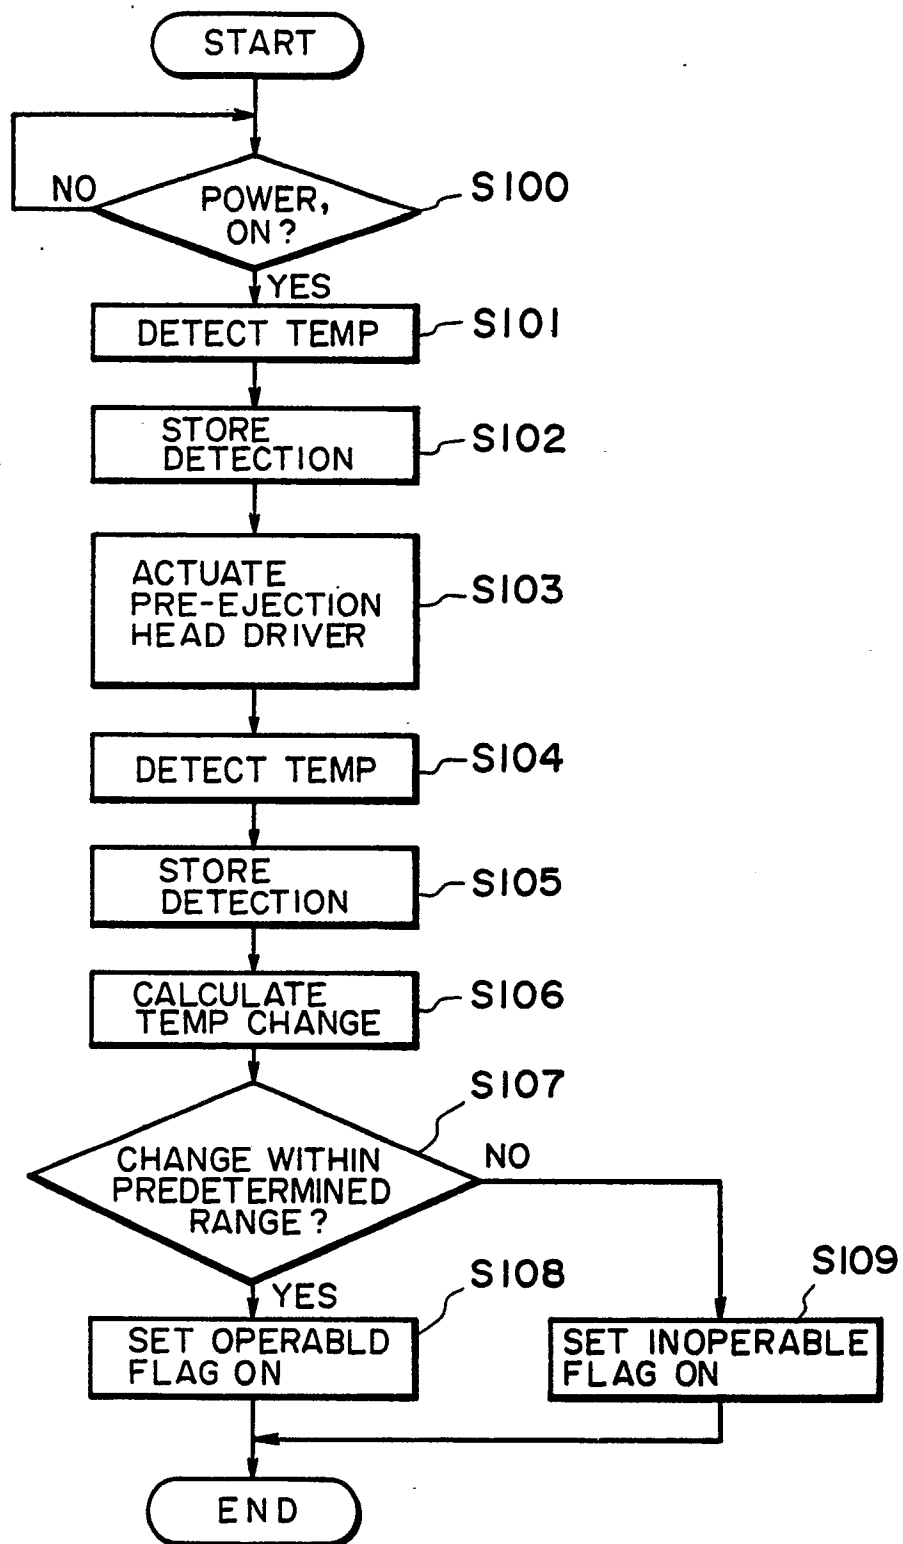 START
NO
POWER,
ON?
S100
YES
DETECT TEMP
S101
STORE
DETECTION
S102
ACTUATE
PRE-EJECTION
HEAD DRIVER
S103
DETECT TEMP
S104
STORE
DETECTION
S105
CALCULATE
TEMP CHANGE
S106
S107
CHANGE WITHIN
PREDETERMINED
RANGE?
NO
YES
S108
S109
SET OPERABLD
FLAG ON
SET INOPERABLE
FLAG ON
END